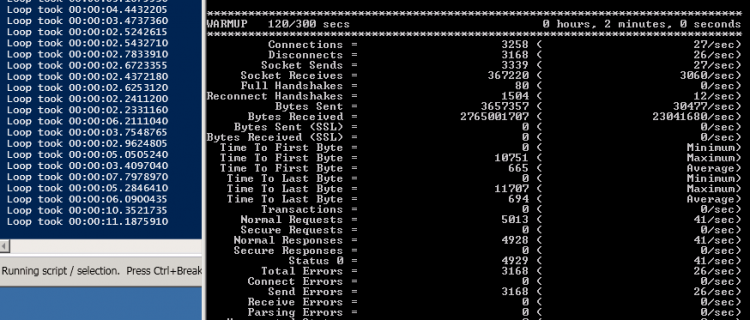 Loop took 00:00:04.4432205
Loop took 00:00:03.4737360
Loop took 00:00:02.5242615
Loop took 00:00:02.5432710
Loop took 00:00:02.7833910
Loop took 00:00:02.6723355
Loop took 00:00:02.4372180
Loop took 00:00:02.6253120
Loop took 00:00:02.2411200
Loop took 00:00:02.2331160
Loop took 00:00:06.2111040
Loop took 00:00:03.7548765
Loop took 00:00:02.9624805
Loop took 00:00:05.0505240
Loop took 00:00:03.4097040
Loop took 00:00:07.7978970
Loop took 00:00:05.2846410
Loop took 00:00:06.0900435
Loop took 00:00:10.3521735
Loop took 00:00:11.1875910
Running script / selection. Press Ctrl+Break
WARMUP 120/300 secs 0 hours, 2 minutes, 0 seconds
Connections = 3258 ( 27/sec)
Disconnects = 3168 ( 26/sec)
Socket Sends = 3339 ( 27/sec)
Socket Receives = 367220 ( 3060/sec)
Full Handshakes = 80 ( 0/sec)
Reconnect Handshakes = 1504 ( 12/sec)
Bytes Sent = 3657357 ( 30477/sec)
Bytes Received = 2765001707 ( 23041680/sec)
Bytes Sent (SSL) = 0 ( 0/sec)
Bytes Received (SSL) = 0 ( 0/sec)
Time To First Byte = 0 ( Minimum)
Time To First Byte = 10751 ( Maximum)
Time To First Byte = 665 ( Average)
Time To Last Byte = 0 ( Minimum)
Time To Last Byte = 11707 ( Maximum)
Time To Last Byte = 694 ( Average)
Transactions = 0 ( 0/sec)
Normal Requests = 5013 ( 41/sec)
Secure Requests = 0 ( 0/sec)
Normal Responses = 4928 ( 41/sec)
Secure Responses = 0 ( 0/sec)
Status 0 = 4929 ( 41/sec)
Total Errors = 3168 ( 26/sec)
Connect Errors = 0 ( 0/sec)
Send Errors = 3168 ( 26/sec)
Receive Errors = 0 ( 0/sec)
Parsing Errors = 0 ( 0/sec)